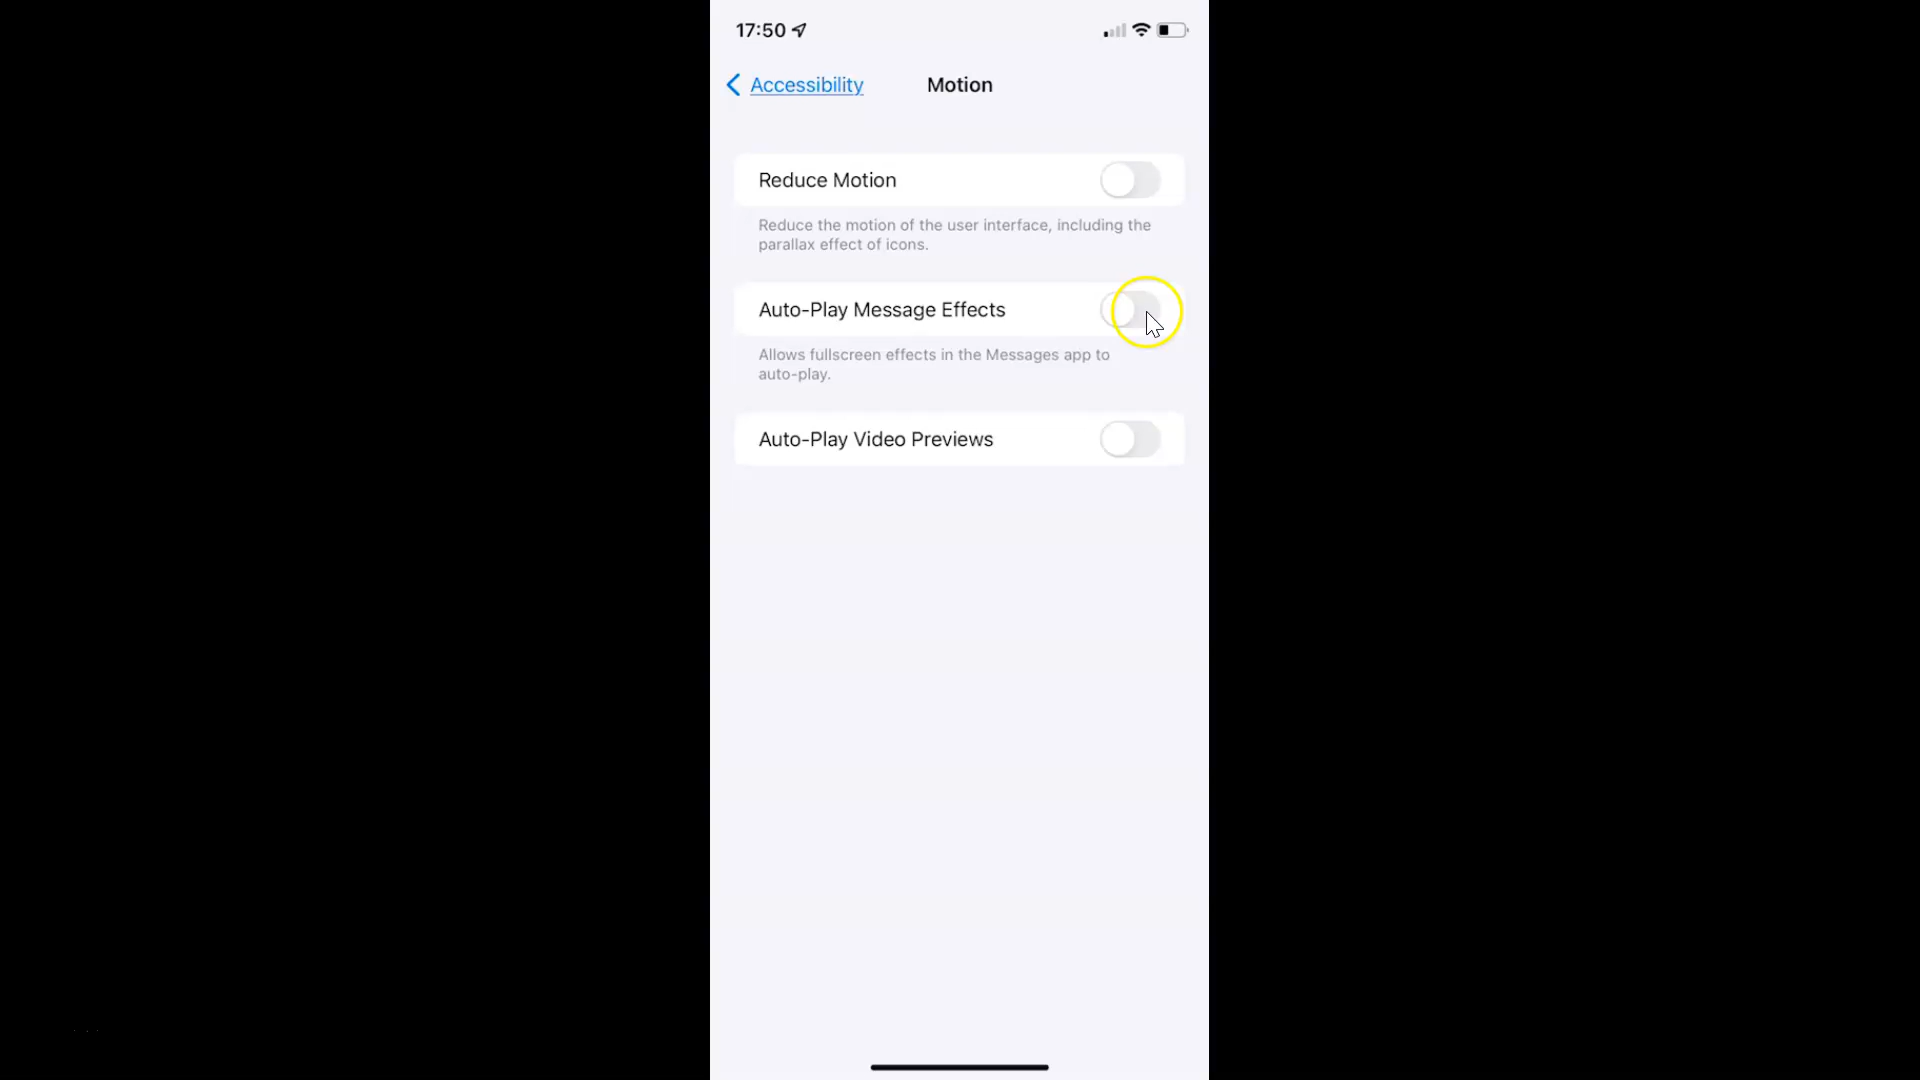 17:50
Accessibility
Motion
Reduce Motion
Reduce the motion of the user interface, including the
parallax effect of icons.
Auto-Play Message Effects
Allows fullscreen effects in the Messages app to
auto-play.
Auto-Play Video Previews